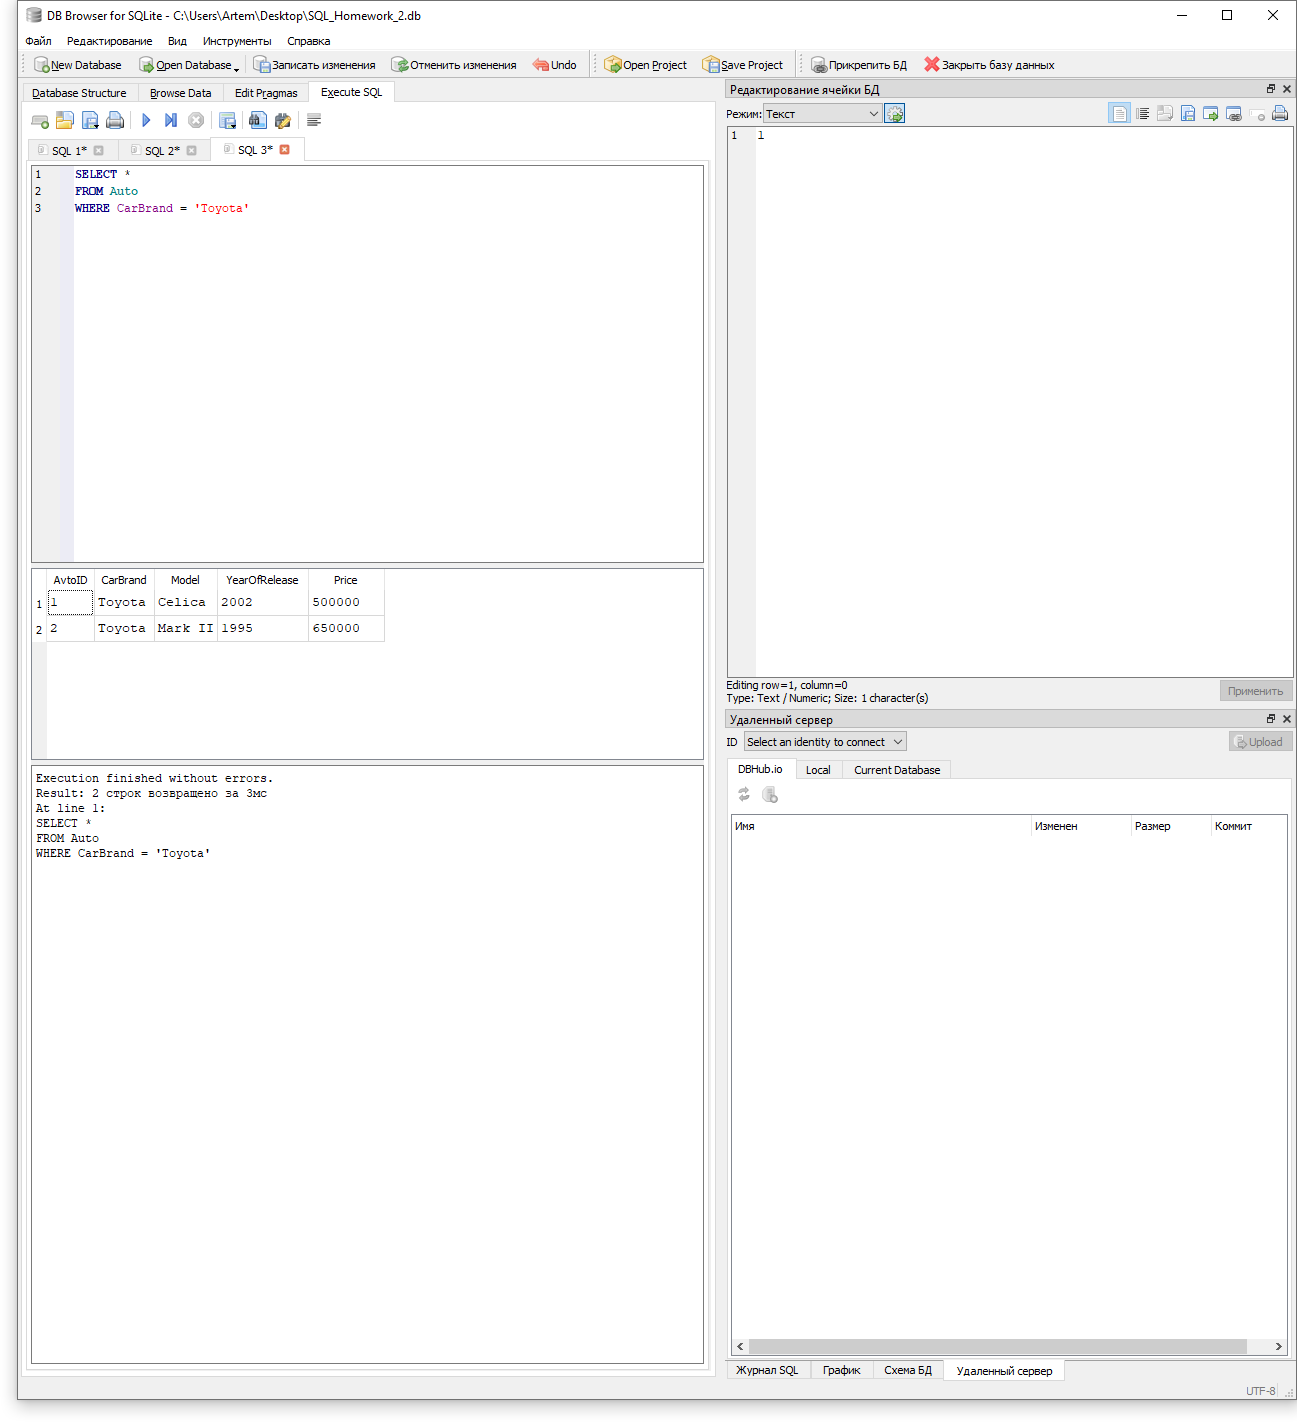 DB Browser for SQLite - C:\Users\Artem\Desktop\SQL_Homework_2.db
Файл Редактирование Вид Инструменты Справка
New Database Open Database Записать изменения Отменить изменения Undo Open Project Save Project Прикрепить БД Закрыть базу данных
Database Structure Browse Data Edit Pragmas Execute SQL
SQL 1* SQL 2* SQL 3*
1 SELECT *
2 FROM Auto
3 WHERE CarBrand = 'Toyota'
AvtoID CarBrand Model YearOfRelease Price
1 1 Toyota Celica 2002 500000
2 2 Toyota Mark II 1995 650000
Execution finished without errors.
Result: 2 строк возвращено за 3мс
At line 1:
SELECT *
FROM Auto
WHERE CarBrand = 'Toyota'
Редактирование ячейки БД
Режим: Текст
1 1
Editing row=1, column=0
Type: Text / Numeric; Size: 1 character(s)
Применить
Удаленный сервер
ID Select an identity to connect Upload
DBHub.io Local Current Database
Имя Изменен Размер Коммит
Журнал SQL График Схема БД Удаленный сервер
UTF-8